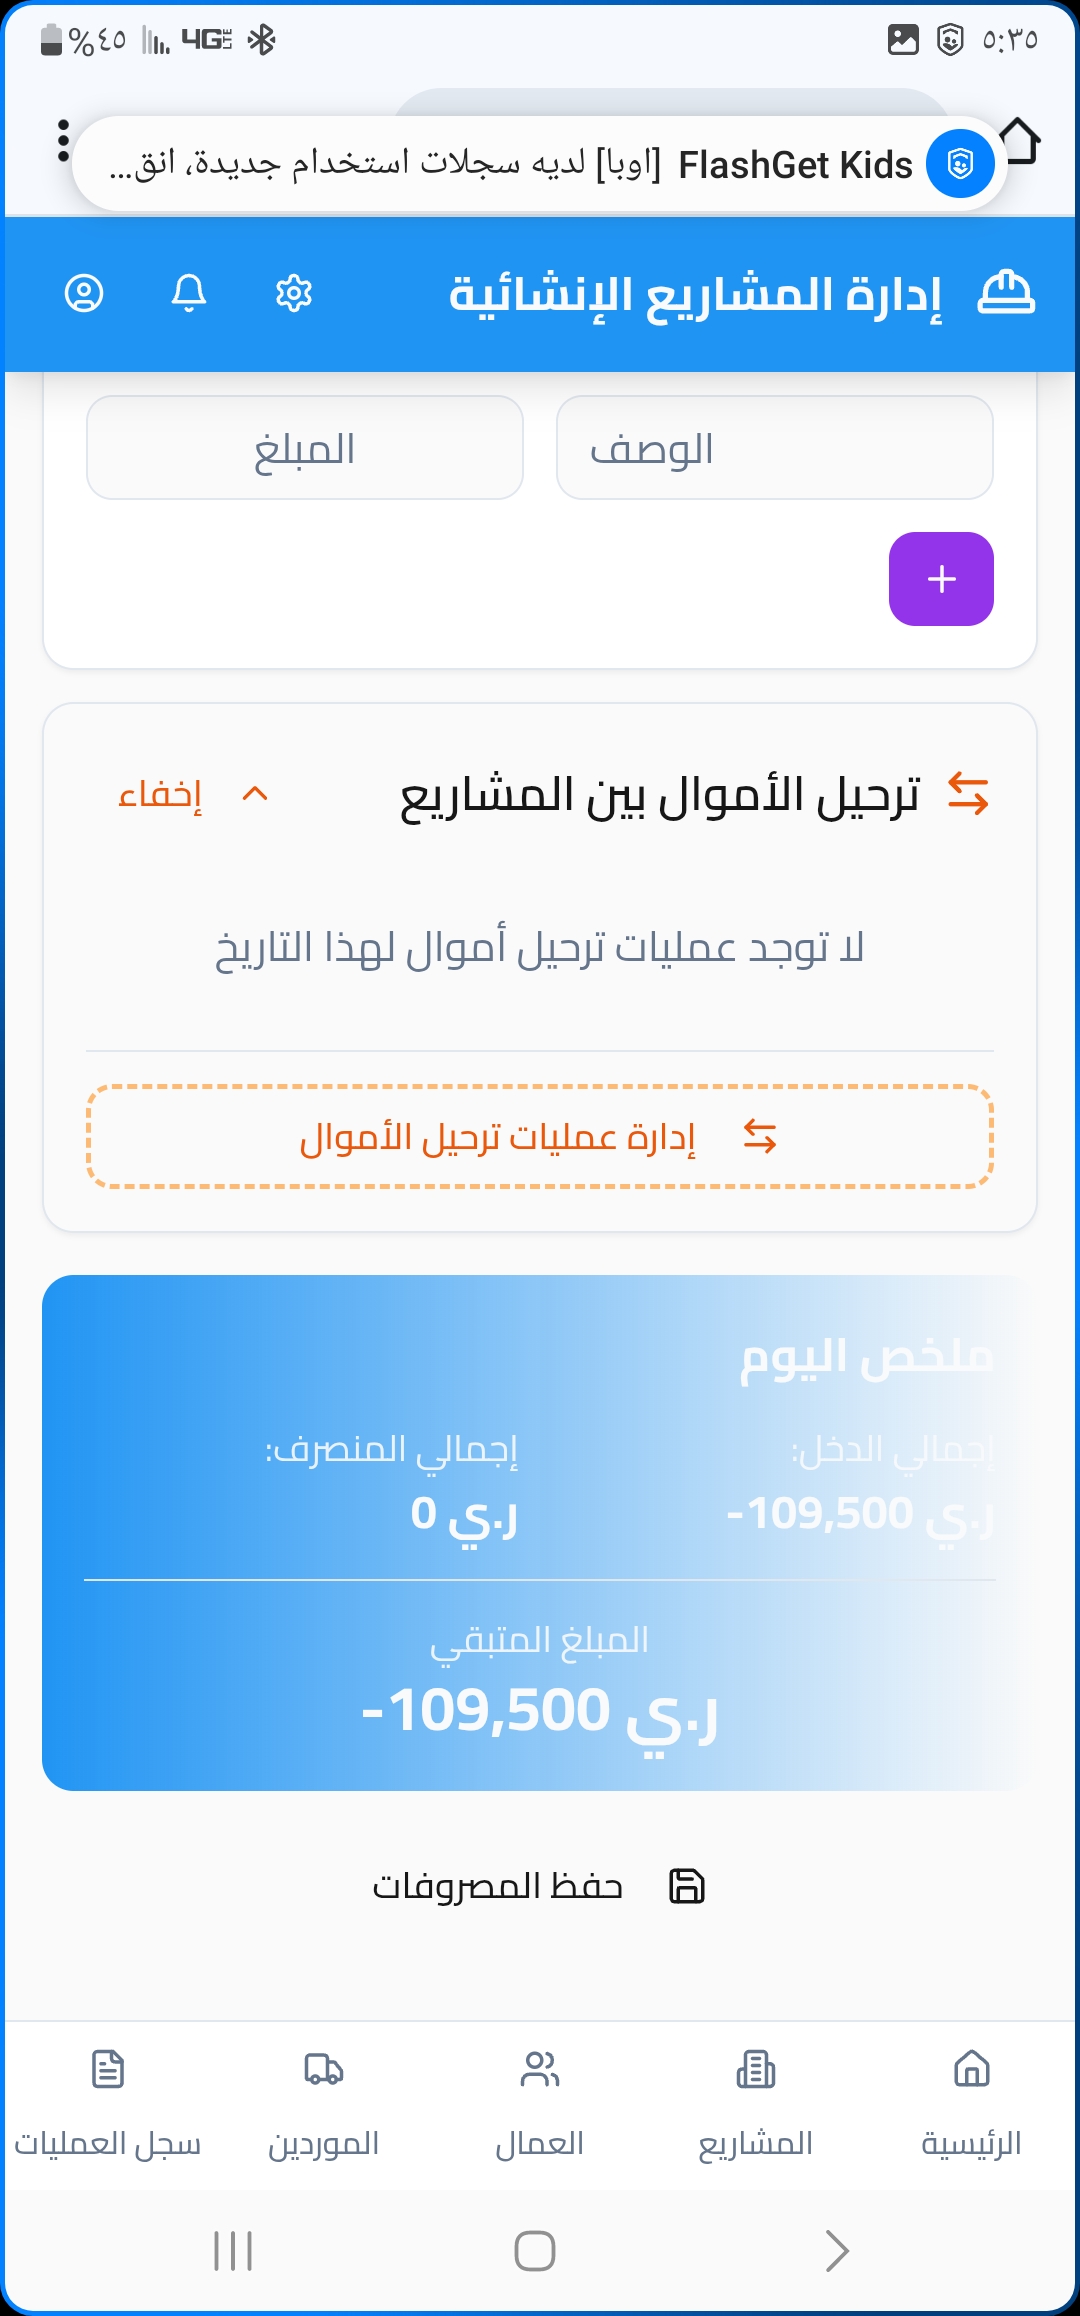 ٥:٣٥
4G LTE
%٤٥
FlashGet Kids [اوبا] لديه سجلات استخدام جديدة، انق...
إدارة المشاريع الإنشائية
الوصف
المبلغ
ترحيل الأموال بين المشاريع
إخفاء
لا توجد عمليات ترحيل أموال لهذا التاريخ
إدارة عمليات ترحيل الأموال
ملخص اليوم
إجمالي الدخل:
ر.ي 109,500-
إجمالي المنصرف:
ر.ي 0
المبلغ المتبقي
ر.ي 109,500-
حفظ المصروفات
الرئيسية
المشاريع
العمال
الموردين
سجل العمليات